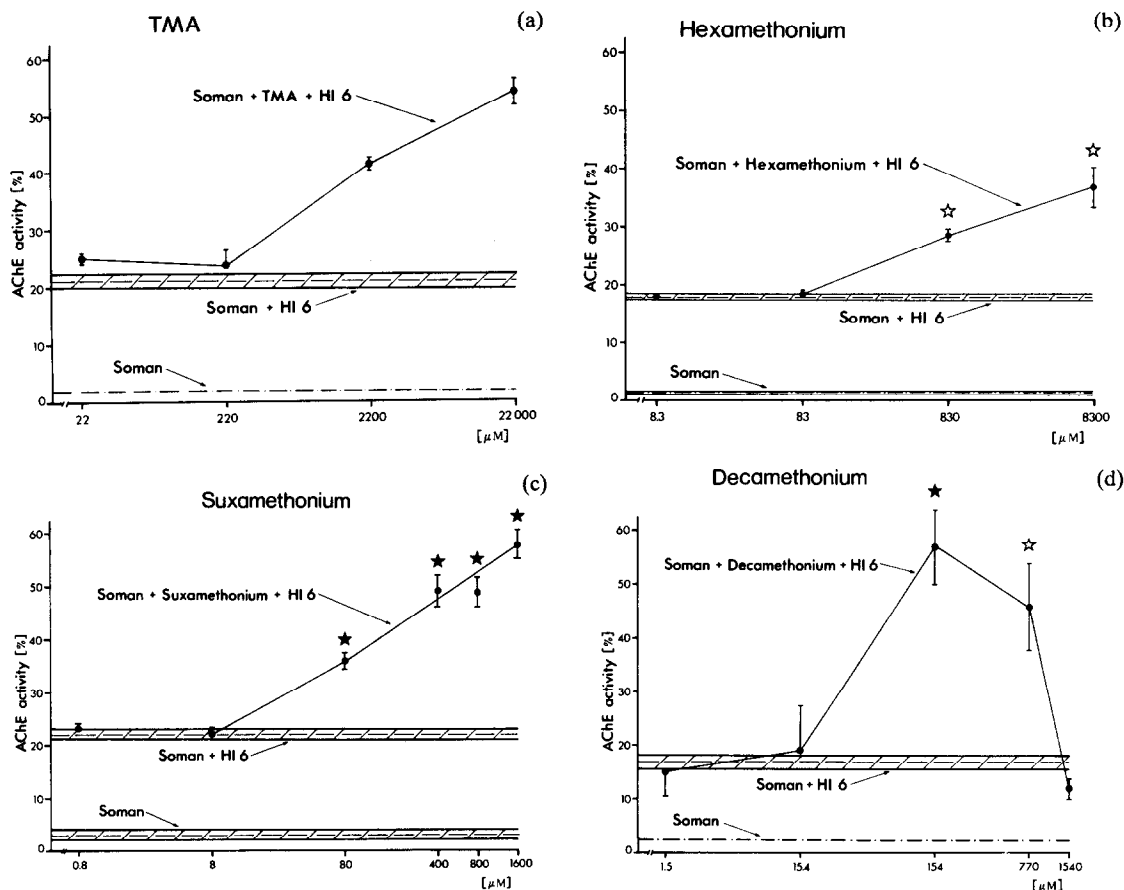 TMA
(a)
60
50
40
30
20
10
0
AChE activity [%]
Soman + TMA + HI 6
Soman + HI 6
Soman
22
220
2200
22000
[μM]
Hexamethonium
(b)
60
50
40
30
20
10
0
AChE activity [%]
Soman + Hexamethonium + HI 6
Soman + HI 6
Soman
8.3
83
830
8300
[μM]
Suxamethonium
(c)
60
50
40
30
20
10
0
AChE activity [%]
Soman + Suxamethonium + HI 6
Soman + HI 6
Soman
0.8
8
80
400
800
1600
[μM]
Decamethonium
(d)
60
50
40
30
20
10
0
AChE activity [%]
Soman + Decamethonium + HI 6
Soman + HI 6
Soman
1.5
15.4
154
770
1540
[μM]